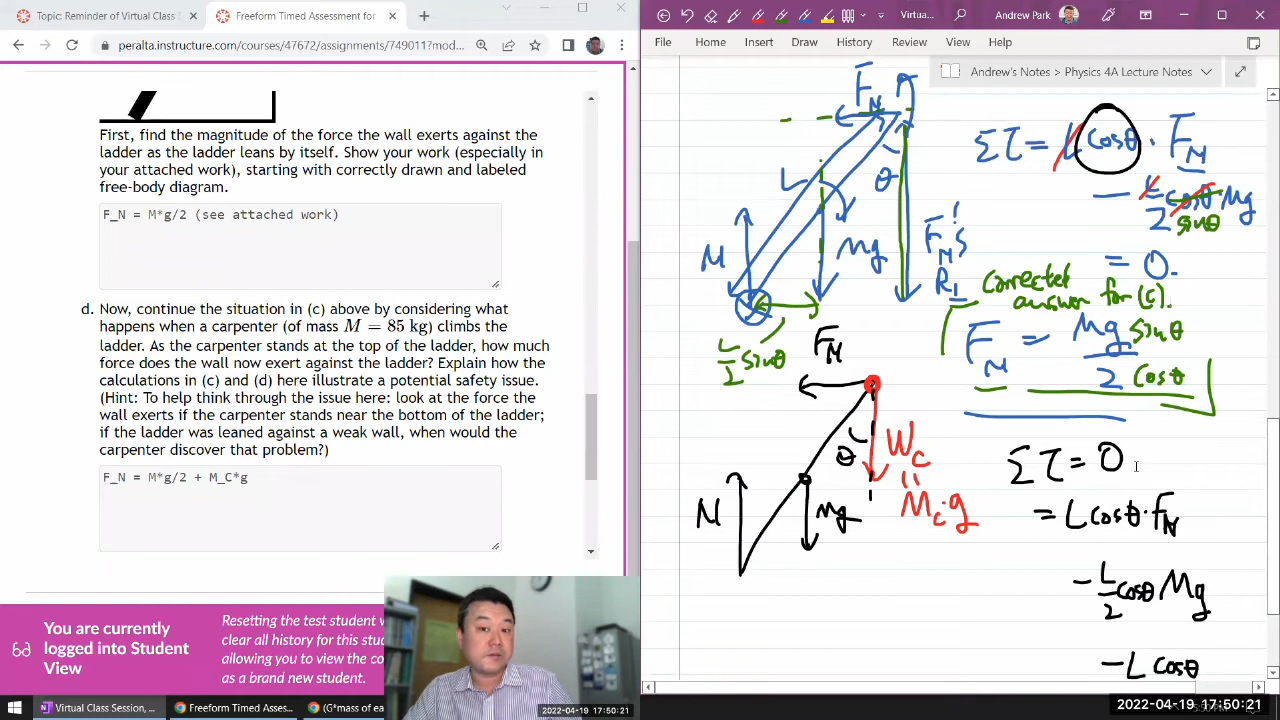 Topic: Reminder of Virtual Class
Freeform Timed Assessment for
peralta.instructure.com/courses/47672/assignments/749011?mod...
First, find the magnitude of the force the wall exerts against the
ladder as the ladder leans by itself. Show your work (especially in
your attached work), starting with correctly drawn and labeled
free-body diagram.
F_N = M*g/2 (see attached work)
d. Now, continue the situation in (c) above by considering what
happens when a carpenter (of mass M = 85 kg) climbs the
ladder. As the carpenter stands at the top of the ladder, how much
force does the wall now exert against the ladder? Explain how the
calculations in (c) and (d) here illustrate a potential safety issue.
(Hint: To help think through the issue here: look at the force the
wall exerts if the carpenter stands near the bottom of the ladder;
if the ladder was leaned against a weak wall, when would the
carpenter discover that problem?)
F_N = M*g/2 + M_C*g
You are currently
logged into Student
View
Resetting the test student
clear all history for this stu
allowing you to view the co
as a brand new student.
Virtual Class Session, ...
Freeform Timed Asse...
(G*mass of ea
2022-04-19 17:50:21
Andrew Park
File Home Insert Draw History Review View Help
Andrew's Notes > Physics 4A Lecture Notes
F_N
L
θ
N
Mg
F_N's
R⊥
L/2 sinθ
Στ = L cosθ · F_N
− L/2 cosθ Mg
sinθ
= 0.
corrected
answer for (c).
F_N = Mg sinθ
2 cosθ
F_N
θ
W_c
=
M_c·g
N
Mg
Στ = 0
= L cosθ · F_N
− L/2 cosθ Mg
− L cosθ
2022-04-19 17:50:21